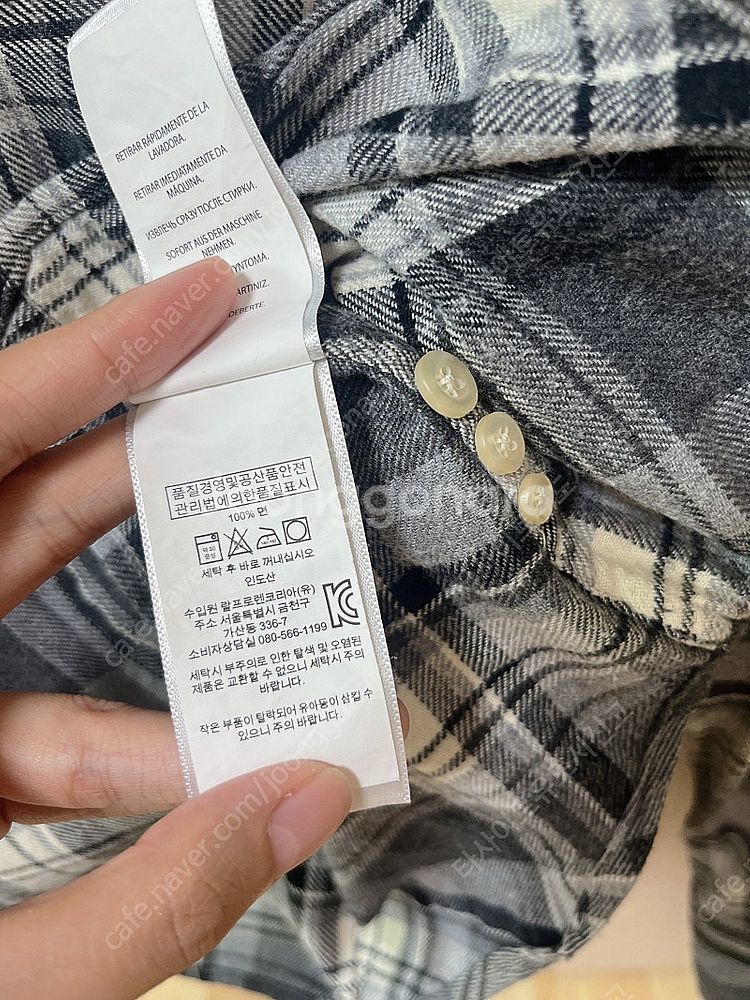 RETIRAR RÁPIDAMENTE DE LA
LAVADORA.
RETIRAR IMEDIATAMENTE DA
MÁQUINA.
ИЗВЛЕЧЬ СРАЗУ ПОСЛЕ СТИРКИ.
SOFORT AUS DER MASCHINE
NEHMEN.
DEBERTE.
품질경영및공산품안전
관리법에의한품질표시
100% 면
세탁 후 바로 꺼내십시오
인도산
수입원 랄프로렌코리아(유)
주소 서울특별시 금천구
가산동 336-7
소비자상담실 080-566-1199
세탁시 부주의로 인한 탈색 및 오염된
제품은 교환할 수 없으니 세탁시 주의
바랍니다.
작은 부품이 탈락되어 유아동이 삼킬 수
있으니 주의 바랍니다.
cafe.naver.com/joonggonara